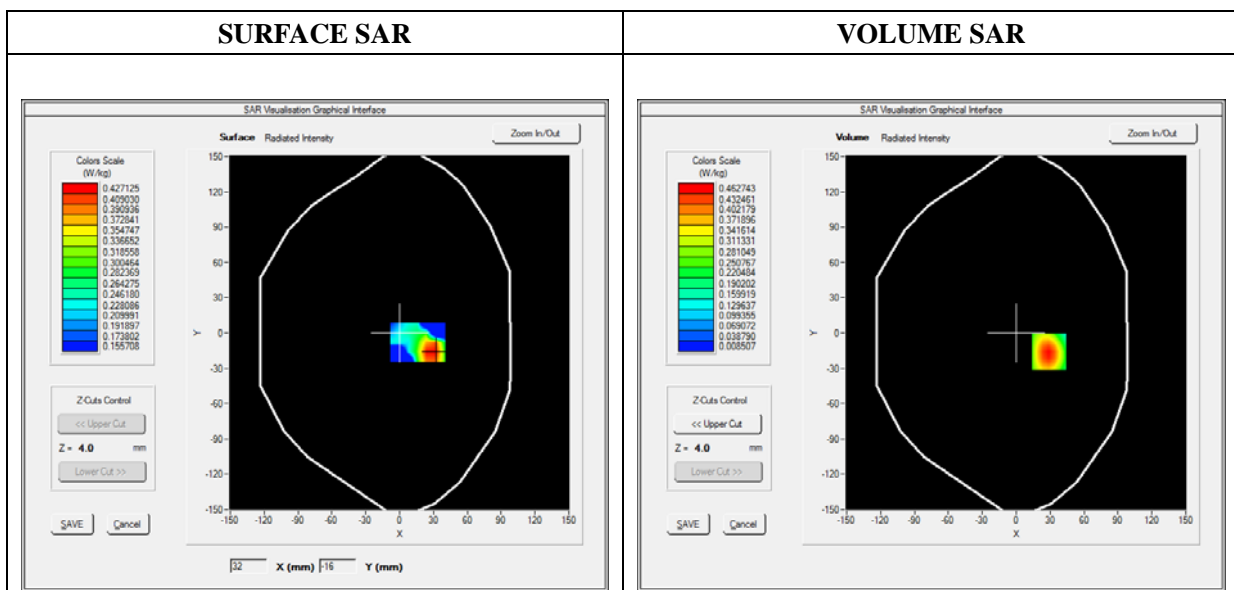 SURFACE SAR
VOLUME SAR
SAR Visualisation Graphical Interface
Surface Radiated Intensity
Zoom In/Out
Colors Scale
(W/kg)
0.427125
0.409030
0.390936
0.372841
0.354747
0.336652
0.318558
0.300464
0.282369
0.264275
0.246180
0.228086
0.209991
0.191897
0.173802
0.155708
Z-Cuts Control
<< Upper Cut
Z = 4.0 mm
Lower Cut >>
SAVE Cancel
150
120
90
60
30
0
-30
-60
-90
-120
-150
Y
-150 -120 -90 -60 -30 0 30 60 90 120 150
X
32 X (mm) -16 Y (mm)
SAR Visualisation Graphical Interface
Volume Radiated Intensity
Zoom In/Out
Colors Scale
(W/kg)
0.462743
0.432461
0.402179
0.371896
0.341614
0.311331
0.281049
0.250767
0.220484
0.190202
0.159919
0.129637
0.099355
0.069072
0.038790
0.008507
Z-Cuts Control
<< Upper Cut
Z = 4.0 mm
Lower Cut >>
SAVE Cancel
150
120
90
60
30
0
-30
-60
-90
-120
-150
Y
-150 -120 -90 -60 -30 0 30 60 90 120 150
X